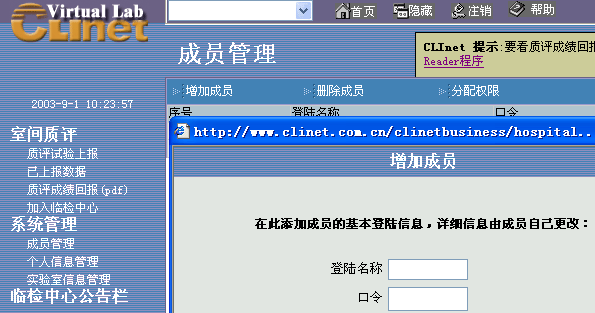 Virtual Lab
CLInet
首页 隐藏 注销 帮助
成员管理
CLInet 提示:要看质评成绩回报
Reader程序
增加成员 删除成员 分配权限
2003-9-1 10:23:57
序号 登陆名称 口令
http://www.clinet.com.cn/clinetbusiness/hospital..
室间质评
质评试验上报
已上报数据
质评成绩回报(pdf)
加入临检中心
系统管理
成员管理
个人信息管理
实验室信息管理
临检中心公告栏
增加成员
在此添加成员的基本登陆信息，详细信息由成员自己更改：
登陆名称
口令